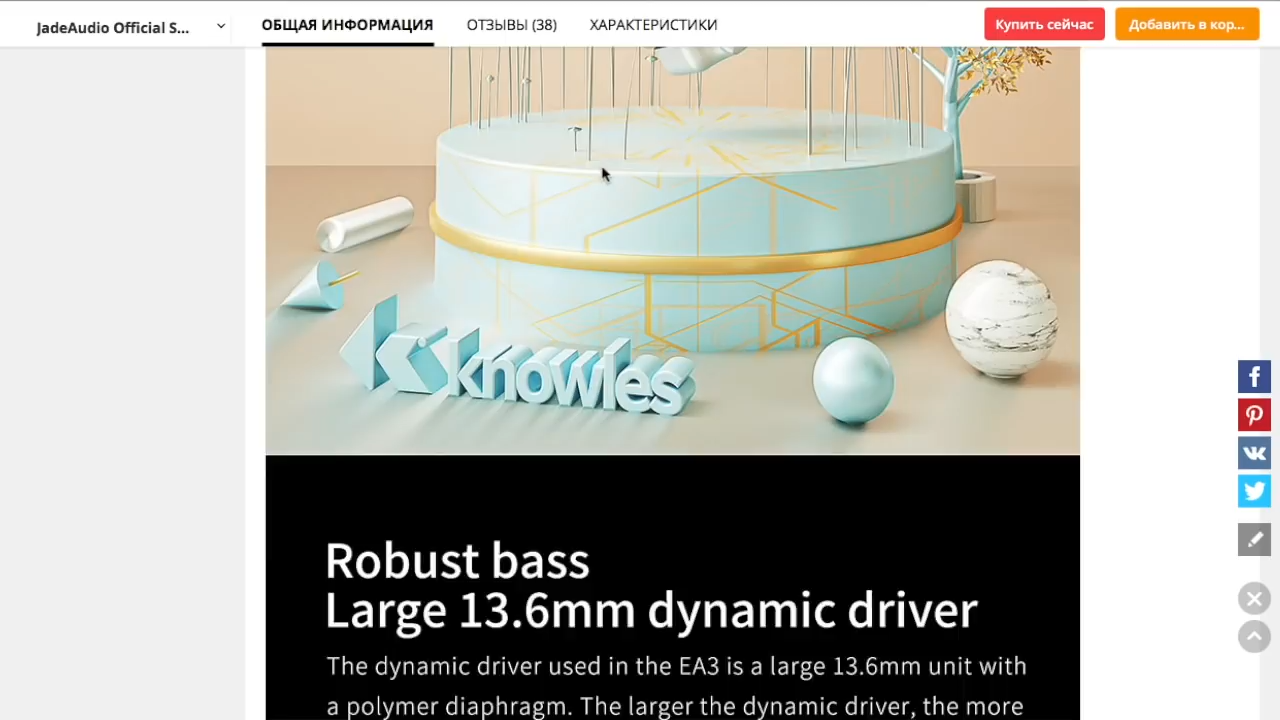 JadeAudio Official S...
ОБЩАЯ ИНФОРМАЦИЯ
ОТЗЫВЫ (38)
ХАРАКТЕРИСТИКИ
Купить сейчас
Добавить в кор...
knowles
Robust bass
Large 13.6mm dynamic driver
The dynamic driver used in the EA3 is a large 13.6mm unit with
a polymer diaphragm. The larger the dynamic driver, the more